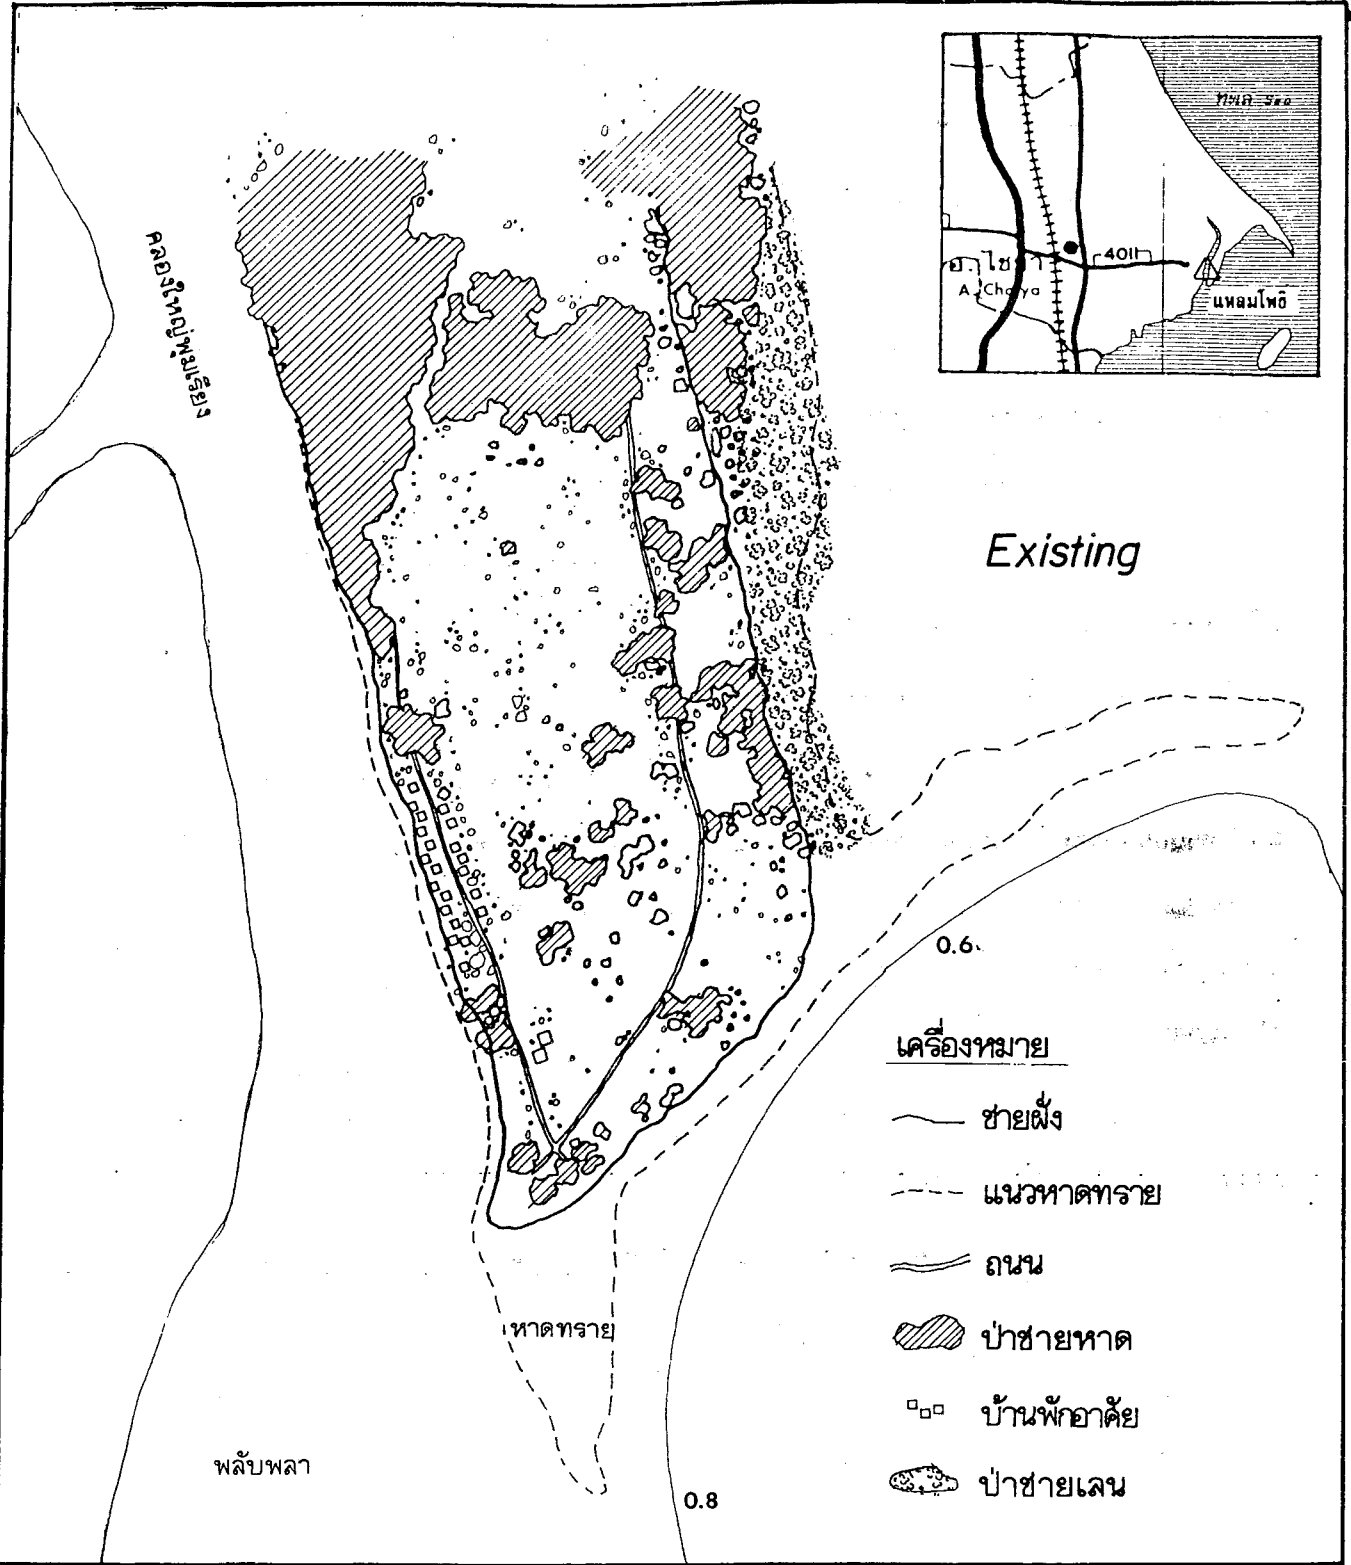 ทะเล Sea
4011
อ. ไชยา
A. Chaiya
แหลมโพธิ์
คลองใหญ่พุมเรียง
Existing
0.6
เครื่องหมาย
ชายฝั่ง
แนวหาดทราย
ถนน
ป่าชายหาด
บ้านพักอาศัย
ป่าชายเลน
หาดทราย
พลับพลา
0.8